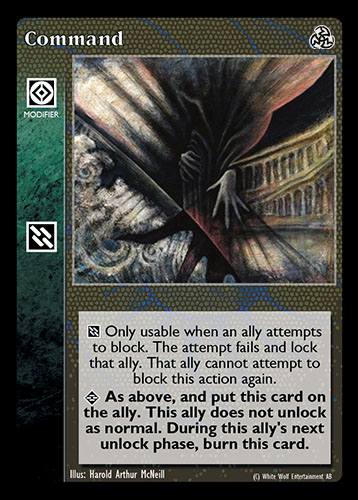 Command
MODIFIER
Only usable when an ally attempts
to block. The attempt fails and lock
that ally. That ally cannot attempt to
block this action again.
As above, and put this card on
the ally. This ally does not unlock
as normal. During this ally's next
unlock phase, burn this card.
Illus: Harold Arthur McNeill
(C) White Wolf Entertainment AB